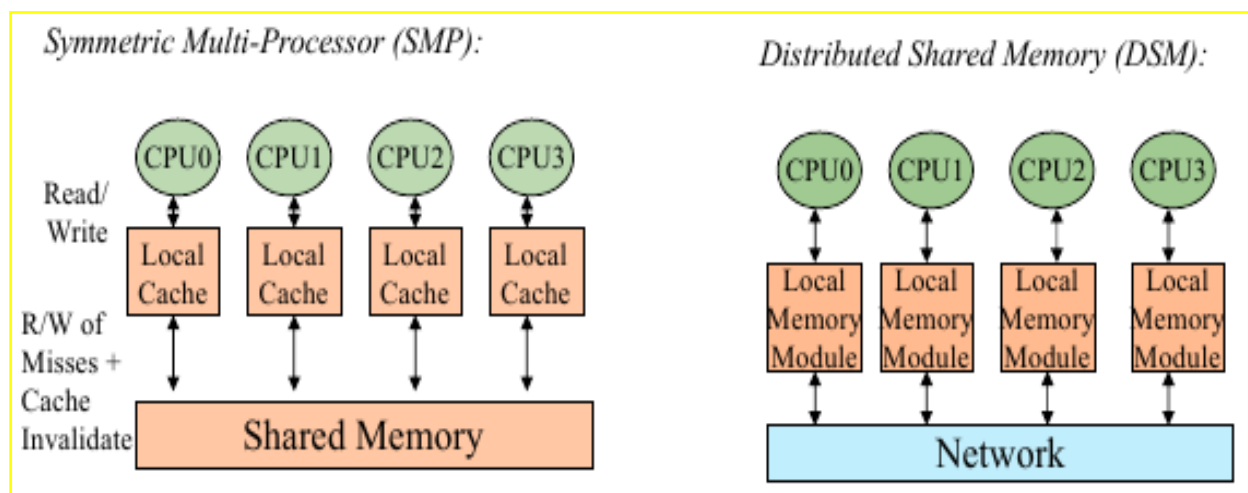 Symmetric Multi-Processor (SMP):
CPU0
CPU1
CPU2
CPU3
Read/
Write
Local
Cache
Local
Cache
Local
Cache
Local
Cache
R/W of
Misses +
Cache
Invalidate
Shared Memory
Distributed Shared Memory (DSM):
CPU0
CPU1
CPU2
CPU3
Local
Memory
Module
Local
Memory
Module
Local
Memory
Module
Local
Memory
Module
Network